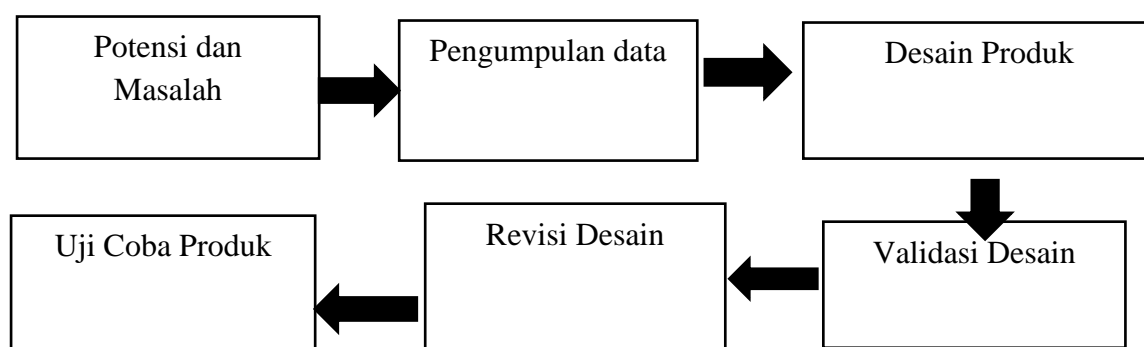 Potensi dan
Masalah
Pengumpulan data
Desain Produk
Validasi Desain
Revisi Desain
Uji Coba Produk